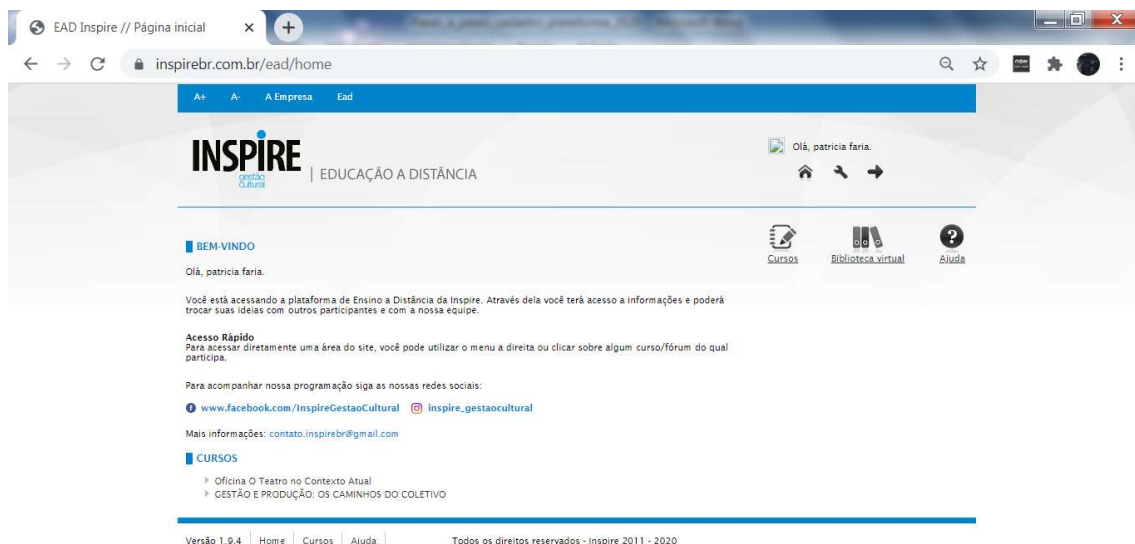 EAD Inspire // Página inicial
inspirebr.com.br/ead/home
A+ A- A Empresa Ead
INSPIRE
gestão
cultural
| EDUCAÇÃO A DISTÂNCIA
Olá, patricia faria.
BEM-VINDO
Cursos Biblioteca virtual Ajuda
Olá, patricia faria.
Você está acessando a plataforma de Ensino a Distância da Inspire. Através dela você terá acesso a informações e poderá
trocar suas ideias com outros participantes e com a nossa equipe.
Acesso Rápido
Para acessar diretamente uma área do site, você pode utilizar o menu a direita ou clicar sobre algum curso/fórum do qual
participa.
Para acompanhar nossa programação siga as nossas redes sociais:
www.facebook.com/InspireGestaoCultural inspire_gestaocultural
Mais informações: contato.inspirebr@gmail.com
CURSOS
Oficina O Teatro no Contexto Atual
GESTÃO E PRODUÇÃO: OS CAMINHOS DO COLETIVO
Versão 1.9.4 | Home | Cursos | Ajuda | Todos os direitos reservados - Inspire 2011 - 2020